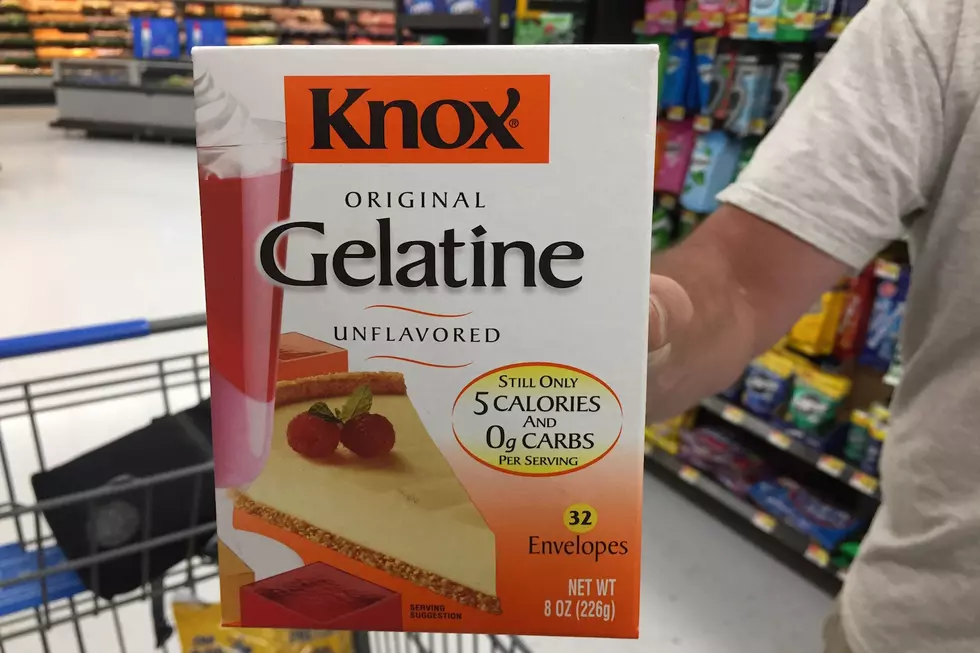 Knox®
ORIGINAL
Gelatine
UNFLAVORED
STILL ONLY
5 CALORIES
AND
0g CARBS
PER SERVING
32
Envelopes
NET WT
8 OZ (226g)
SERVING
SUGGESTION